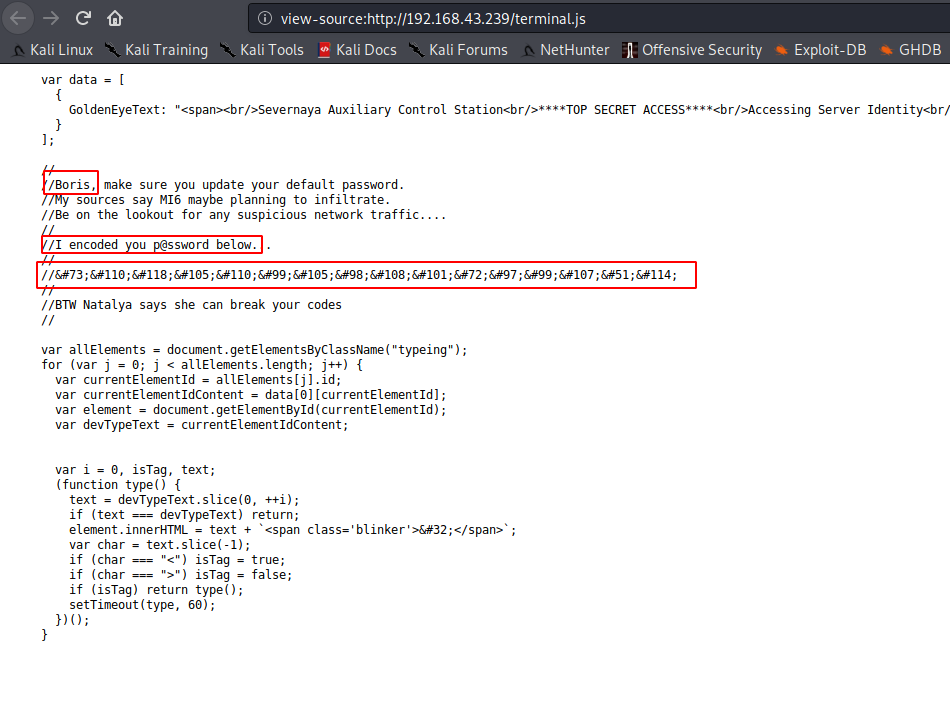 view-source:http://192.168.43.239/terminal.js
Kali Linux Kali Training Kali Tools Kali Docs Kali Forums NetHunter Offensive Security Exploit-DB GHDB
var data = [
  {
    GoldenEyeText: "<span><br/>Severnaya Auxiliary Control Station<br/>****TOP SECRET ACCESS****<br/>Accessing Server Identity<br/
  }
];
//
//Boris, make sure you update your default password.
//My sources say MI6 maybe planning to infiltrate.
//Be on the lookout for any suspicious network traffic....
//
//I encoded you p@ssword below...
//
//&#73;&#110;&#118;&#105;&#110;&#99;&#105;&#98;&#108;&#101;&#72;&#97;&#99;&#107;&#51;&#114;
//
//BTW Natalya says she can break your codes
//
var allElements = document.getElementsByClassName("typeing");
for (var j = 0; j < allElements.length; j++) {
  var currentElementId = allElements[j].id;
  var currentElementIdContent = data[0][currentElementId];
  var element = document.getElementById(currentElementId);
  var devTypeText = currentElementIdContent;
  var i = 0, isTag, text;
  (function type() {
    text = devTypeText.slice(0, ++i);
    if (text === devTypeText) return;
    element.innerHTML = text + `<span class='blinker'>&#32;</span>`;
    var char = text.slice(-1);
    if (char === "<") isTag = true;
    if (char === ">") isTag = false;
    if (isTag) return type();
    setTimeout(type, 60);
  })();
}